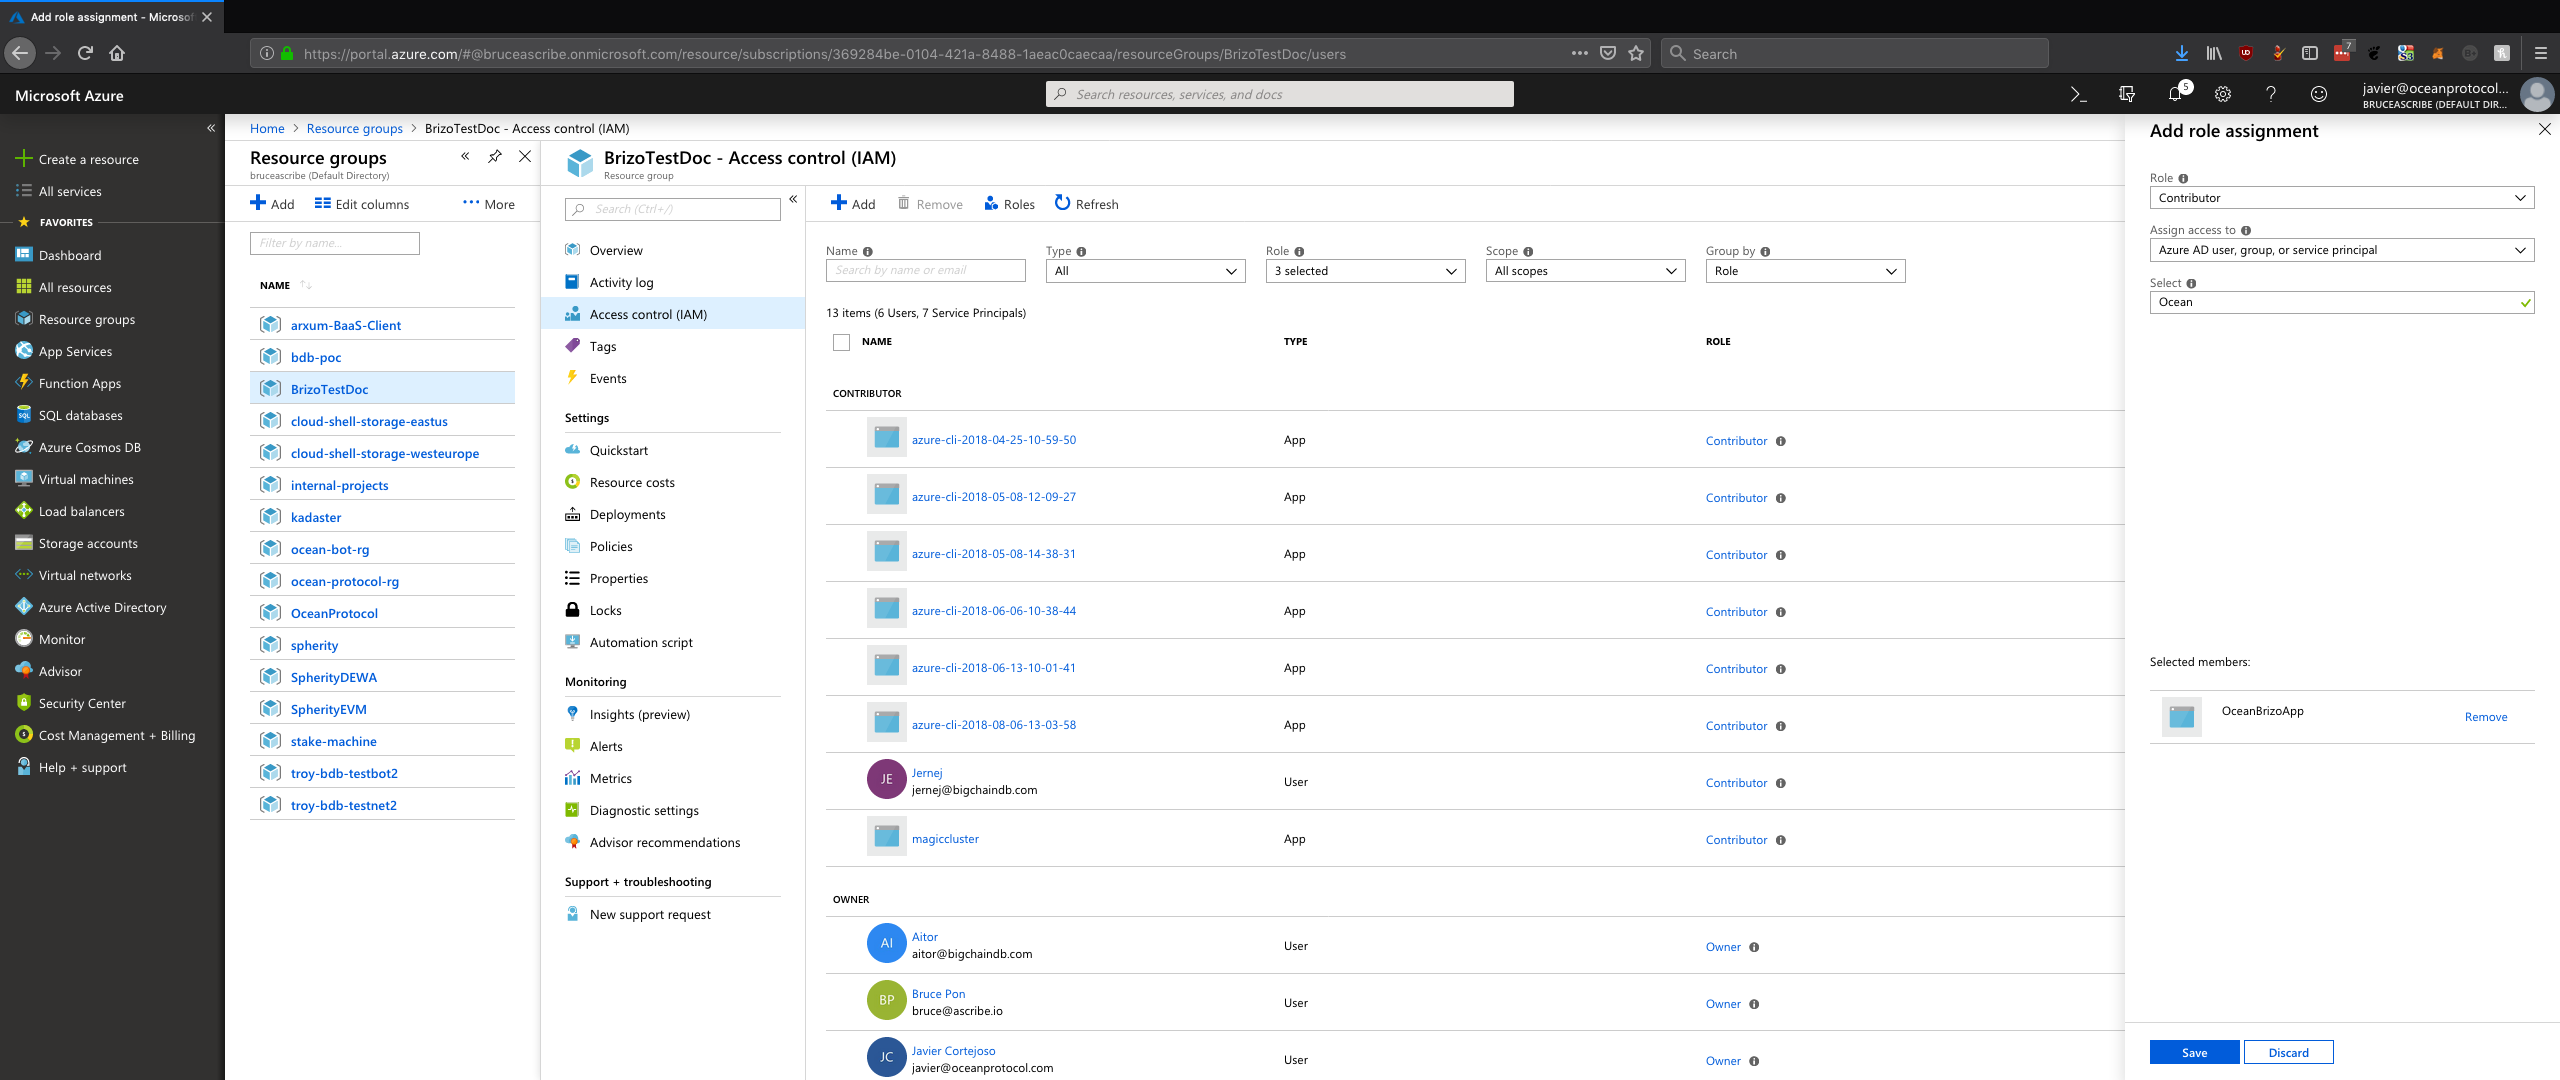 Add role assignment - Microsof
https://portal.azure.com/#@bruceascribe.onmicrosoft.com/resource/subscriptions/369284be-0104-421a-8488-1aeac0caecaa/resourceGroups/BrizoTestDoc/users
Search
7
Microsoft Azure
Search resources, services, and docs
5
javier@oceanprotocol...
BRUCEASCRIBE (DEFAULT DIR...
Create a resource
All services
FAVORITES
Dashboard
All resources
Resource groups
App Services
Function Apps
SQL databases
Azure Cosmos DB
Virtual machines
Load balancers
Storage accounts
Virtual networks
Azure Active Directory
Monitor
Advisor
Security Center
Cost Management + Billing
Help + support
Home > Resource groups > BrizoTestDoc - Access control (IAM)
Resource groups
bruceascribe (Default Directory)
Add Edit columns More
Filter by name...
NAME
arxum-BaaS-Client
bdb-poc
BrizoTestDoc
cloud-shell-storage-eastus
cloud-shell-storage-westeurope
internal-projects
kadaster
ocean-bot-rg
ocean-protocol-rg
OceanProtocol
spherity
SpherityDEWA
SpherityEVM
stake-machine
troy-bdb-testbot2
troy-bdb-testnet2
BrizoTestDoc - Access control (IAM)
Resource group
Search (Ctrl+/)
Overview
Activity log
Access control (IAM)
Tags
Events
Settings
Quickstart
Resource costs
Deployments
Policies
Properties
Locks
Automation script
Monitoring
Insights (preview)
Alerts
Metrics
Diagnostic settings
Advisor recommendations
Support + troubleshooting
New support request
Add Remove Roles Refresh
Name Type Role Scope Group by
Search by name or email All 3 selected All scopes Role
13 items (6 Users, 7 Service Principals)
NAME TYPE ROLE
CONTRIBUTOR
azure-cli-2018-04-25-10-59-50 App Contributor
azure-cli-2018-05-08-12-09-27 App Contributor
azure-cli-2018-05-08-14-38-31 App Contributor
azure-cli-2018-06-06-10-38-44 App Contributor
azure-cli-2018-06-13-10-01-41 App Contributor
azure-cli-2018-08-06-13-03-58 App Contributor
JE Jernej
jernej@bigchaindb.com User Contributor
magiccluster App Contributor
OWNER
AI Aitor
aitor@bigchaindb.com User Owner
BP Bruce Pon
bruce@ascribe.io User Owner
JC Javier Cortejoso
javier@oceanprotocol.com User Owner
Add role assignment
Role
Contributor
Assign access to
Azure AD user, group, or service principal
Select
Ocean
Selected members:
OceanBrizoApp Remove
Save Discard